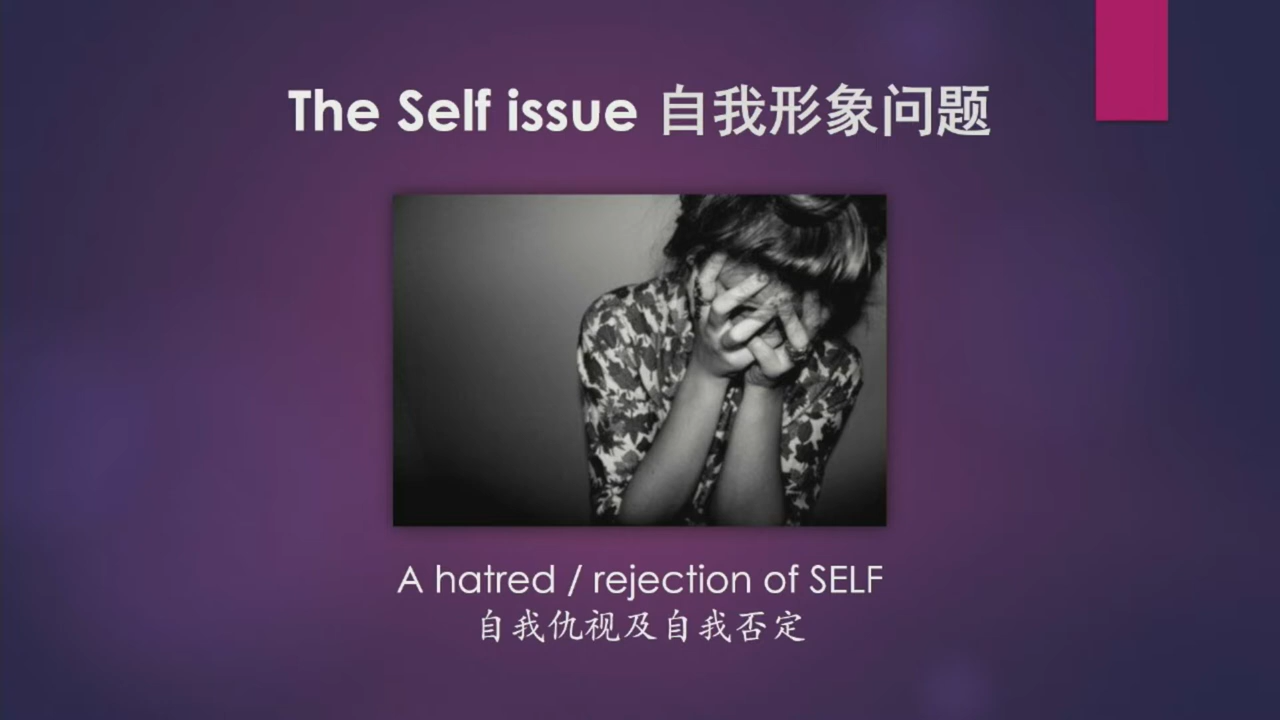 The Self issue 自我形象问题
A hatred / rejection of SELF
自我仇视及自我否定